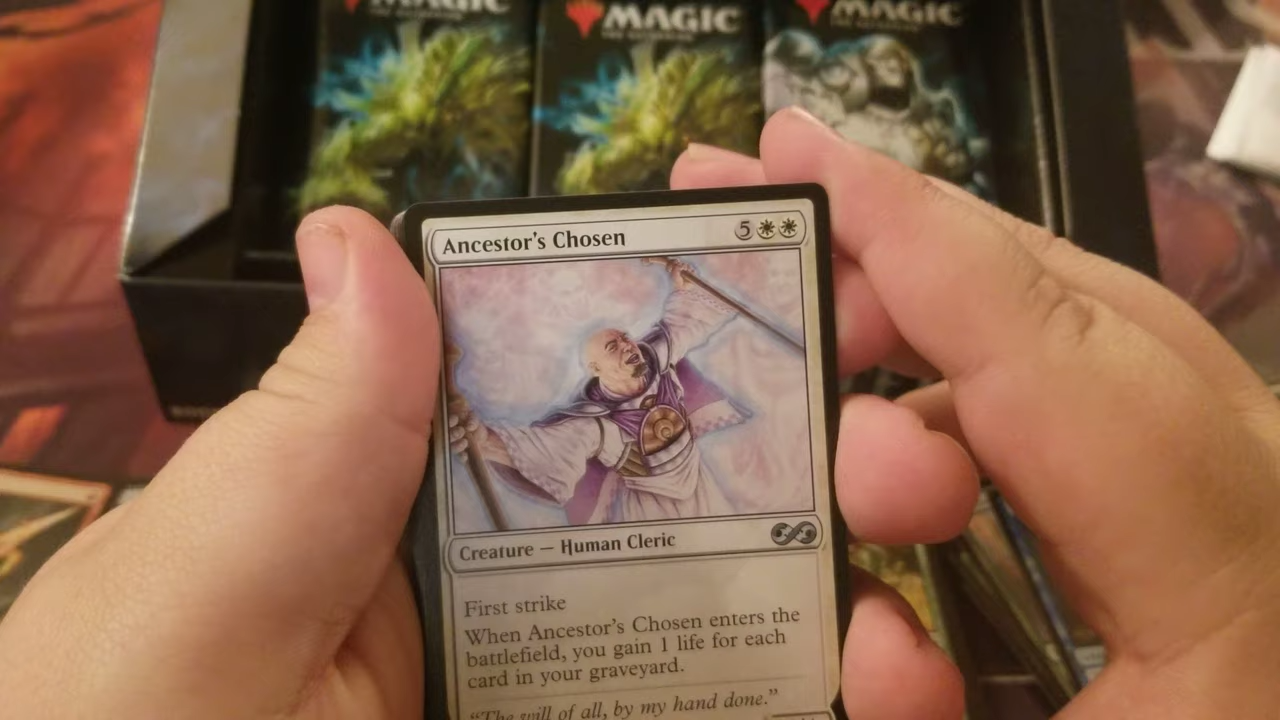 MAGIC
MAGIC
MAGIC
Ancestor's Chosen
5
Creature — Human Cleric
First strike
When Ancestor's Chosen enters the
battlefield, you gain 1 life for each
card in your graveyard.
"The will of all, by my hand done."